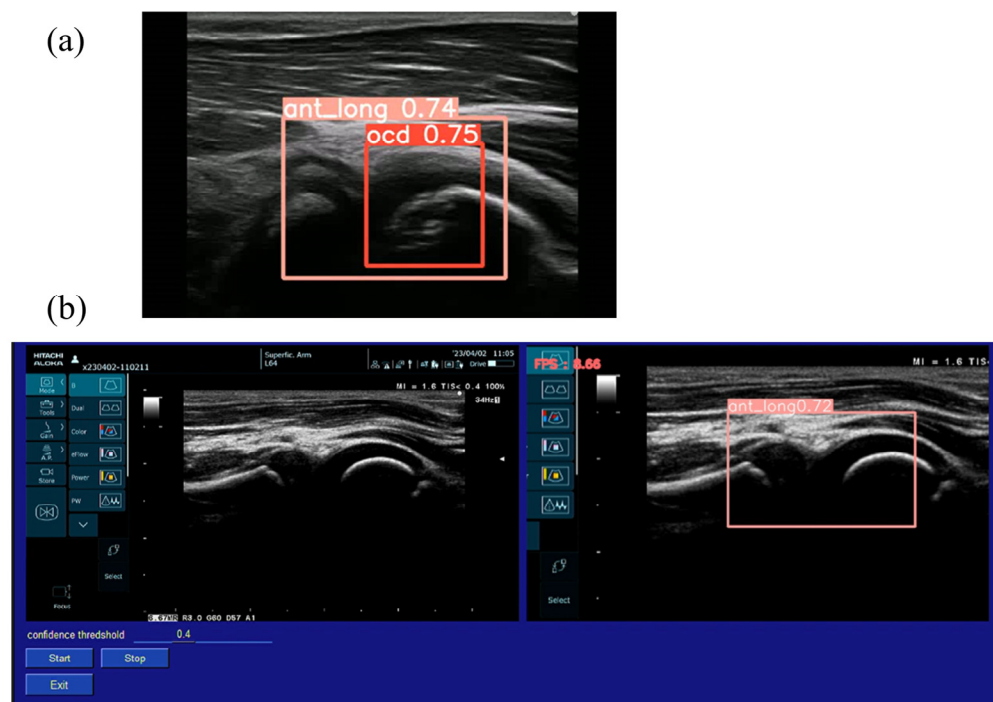 (a)
ant_long 0.74
ocd 0.75
(b)
HITACHI
ALOKA
x230402-110211
Superfic. Arm
L64
'23/04/02 11:05
Drive
MI = 1.6 TIS< 0.4 100%
34Hz
Mode
B
Tools
Dual
Gain
Color
A.P.
eFlow
Store
Power
PW
Select
Focus
R3.0 G60 D57 A1
FPS : 8.66
MI = 1.6 TIS<
ant_long0.72
Select
confidence thredshold 0.4
Start Stop
Exit